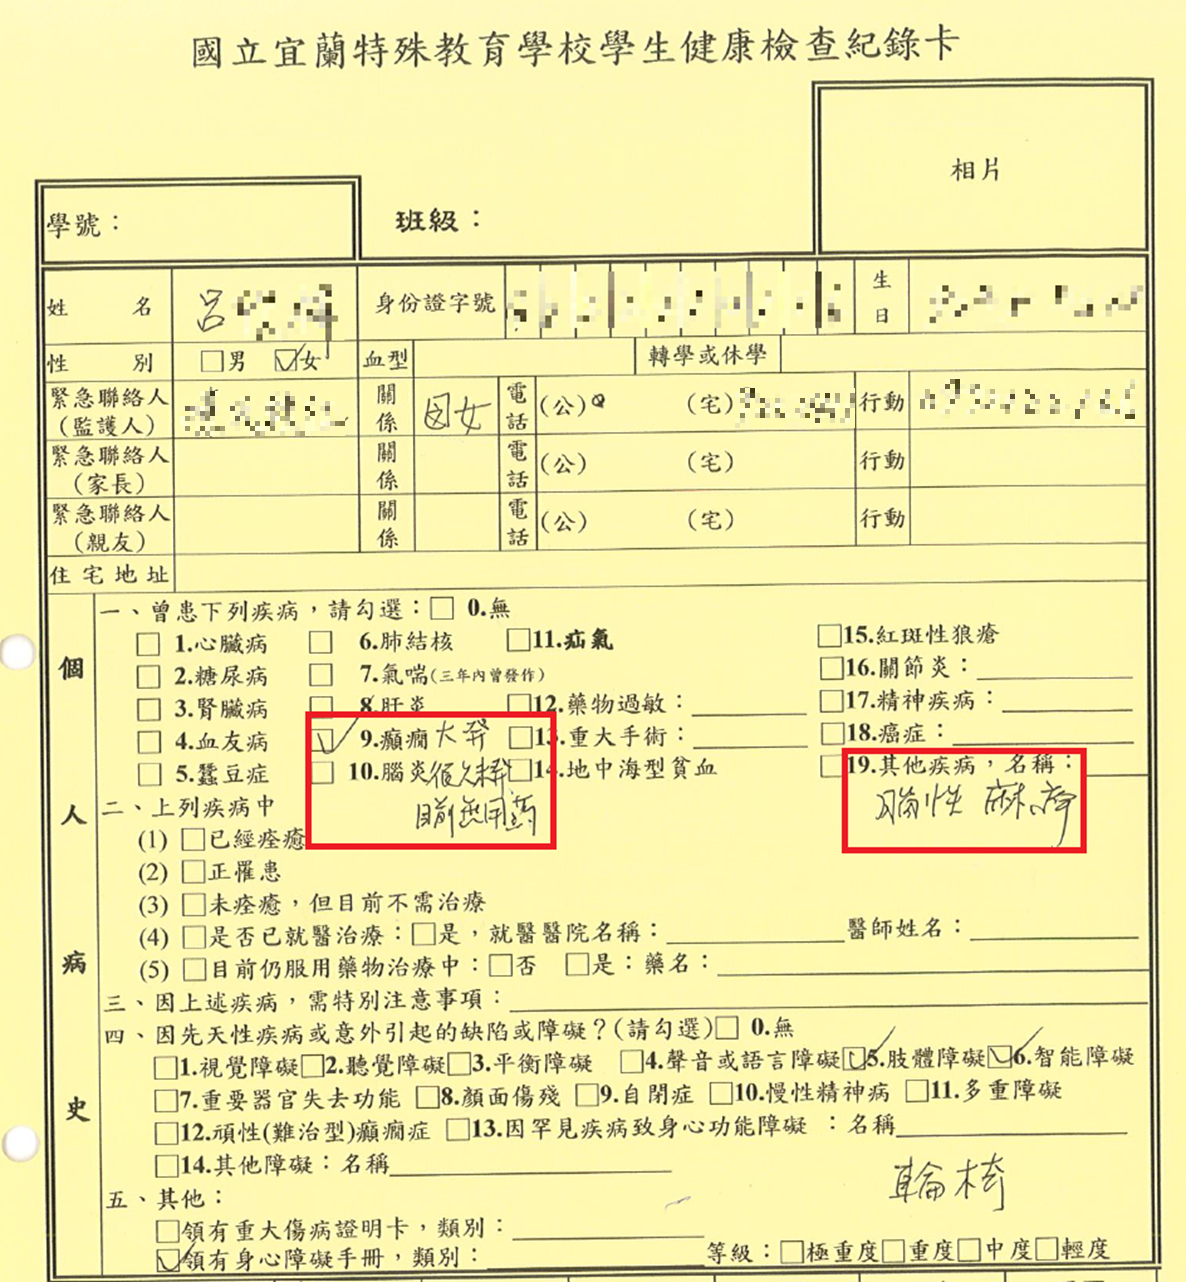 國立宜蘭特殊教育學校學生健康檢查紀錄卡
相片
學號：
班級：
姓名 呂 身份證字號 生日
性別 □男 ☑女 血型 轉學或休學
緊急聯絡人(監護人) 關係 母女 電話 (公) (宅) 行動
緊急聯絡人(家長) 關係 電話 (公) (宅) 行動
緊急聯絡人(親友) 關係 電話 (公) (宅) 行動
住宅地址
個人病史
一、曾患下列疾病，請勾選：□ 0.無
□ 1.心臟病 □ 6.肺結核 □11.疝氣 □15.紅斑性狼瘡
□ 2.糖尿病 □ 7.氣喘(三年內曾發作) □16.關節炎：
□ 3.腎臟病 □ 8.肝炎 □12.藥物過敏： □17.精神疾病：
□ 4.血友病 ☑ 9.癲癇 大發 □13.重大手術： □18.癌症：
□ 5.蠶豆症 □ 10.腦炎 很久未發 □14.地中海型貧血 □19.其他疾病，名稱：
目前無用药 腦性麻痺
二、上列疾病中
(1) □已經痊癒
(2) □正罹患
(3) □未痊癒，但目前不需治療
(4) □是否已就醫治療：□是，就醫醫院名稱： 醫師姓名：
(5) □目前仍服用藥物治療中：□否 □是：藥名：
三、因上述疾病，需特別注意事項：
四、因先天性疾病或意外引起的缺陷或障礙？(請勾選)□ 0.無
□1.視覺障礙□2.聽覺障礙□3.平衡障礙 □4.聲音或語言障礙☑5.肢體障礙☑6.智能障礙
□7.重要器官失去功能 □8.顏面傷殘 □9.自閉症 □10.慢性精神病 □11.多重障礙
□12.頑性(難治型)癲癇症 □13.因罕見疾病致身心功能障礙 ：名稱
□14.其他障礙：名稱
輪椅
五、其他：
□領有重大傷病證明卡，類別：
☑領有身心障礙手冊，類別： 等級：□極重度□重度□中度□輕度